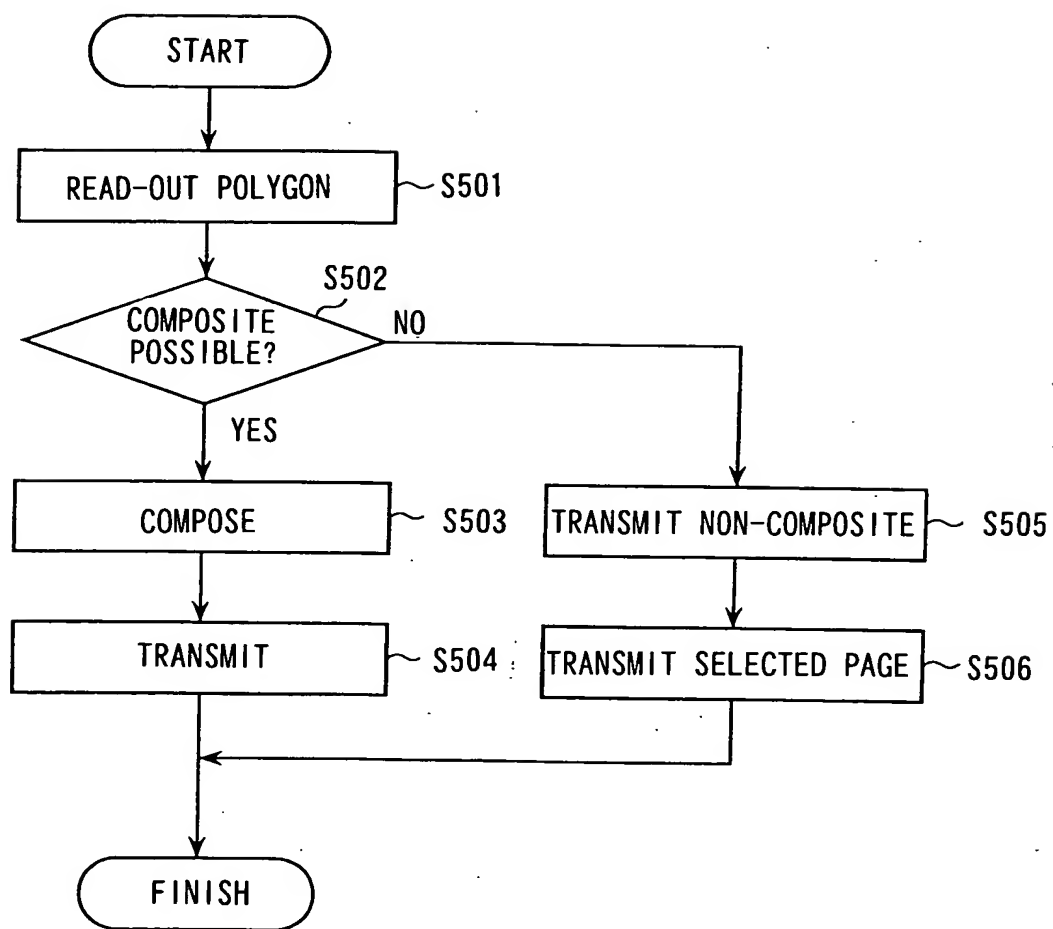 START
READ-OUT POLYGON
S501
S502
COMPOSITE
POSSIBLE?
NO
YES
COMPOSE
S503
TRANSMIT NON-COMPOSITE
S505
TRANSMIT
S504
TRANSMIT SELECTED PAGE
S506
FINISH